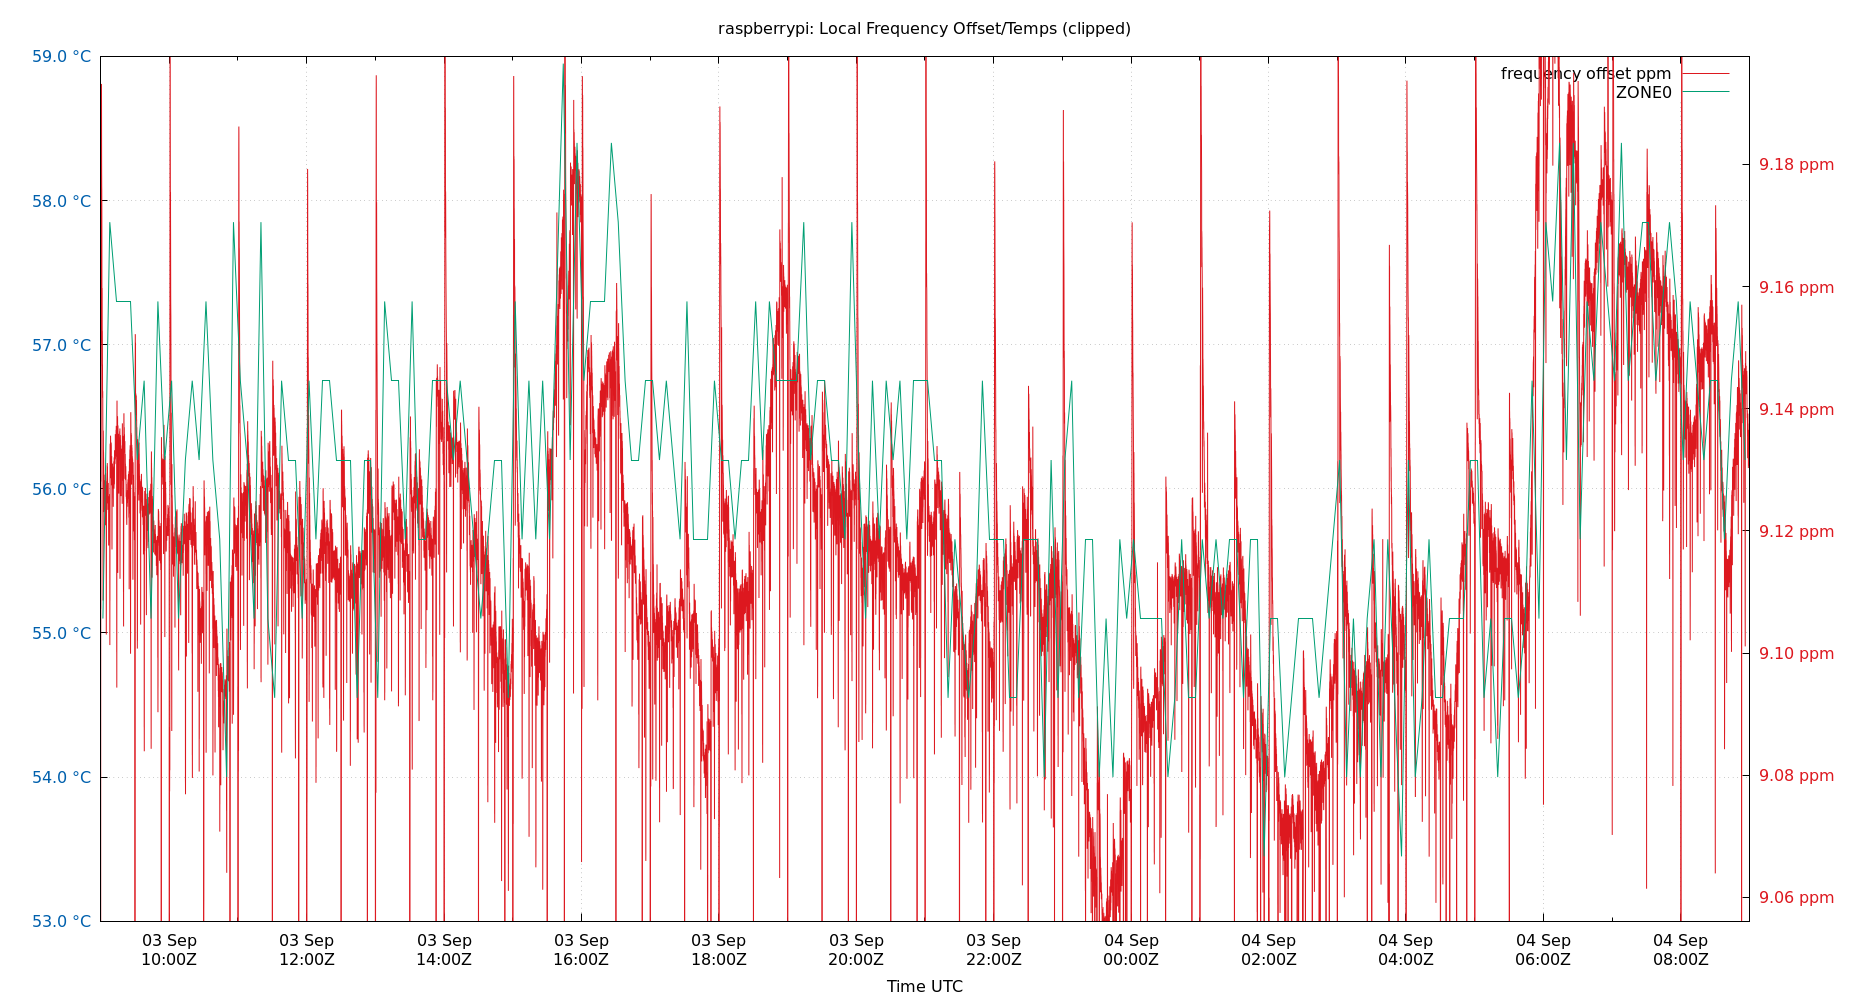 raspberrypi: Local Frequency Offset/Temps (clipped)
59.0 °C
58.0 °C
57.0 °C
56.0 °C
55.0 °C
54.0 °C
53.0 °C
frequency offset ppm
ZONE0
9.18 ppm
9.16 ppm
9.14 ppm
9.12 ppm
9.10 ppm
9.08 ppm
9.06 ppm
03 Sep 03 Sep 03 Sep 03 Sep 03 Sep 03 Sep 03 Sep 04 Sep 04 Sep 04 Sep 04 Sep 04 Sep
10:00Z 12:00Z 14:00Z 16:00Z 18:00Z 20:00Z 22:00Z 00:00Z 02:00Z 04:00Z 06:00Z 08:00Z
Time UTC